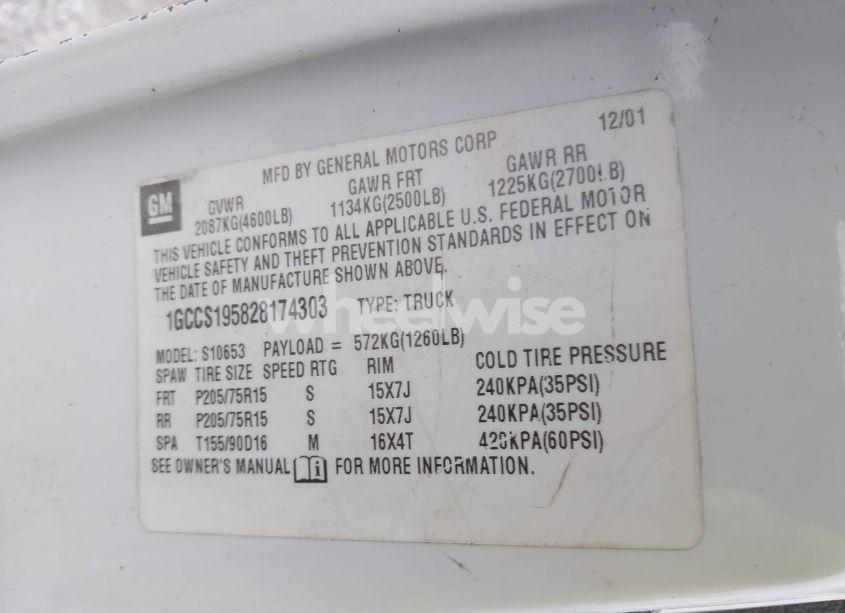 12/01
MFD BY GENERAL MOTORS CORP
GM
GVWR GAWR FRT GAWR RR
2087KG(4600LB) 1134KG(2500LB) 1225KG(2700LB)
THIS VEHICLE CONFORMS TO ALL APPLICABLE U.S. FEDERAL MOTOR
VEHICLE SAFETY AND THEFT PREVENTION STANDARDS IN EFFECT ON
THE DATE OF MANUFACTURE SHOWN ABOVE.
1GCCS195828174303 TYPE: TRUCK
wheelwise
MODEL: S10653 PAYLOAD = 572KG(1260LB)
SPAW TIRE SIZE SPEED RTG RIM COLD TIRE PRESSURE
FRT P205/75R15 S 15X7J 240KPA(35PSI)
RR P205/75R15 S 15X7J 240KPA(35PSI)
SPA T155/90D16 M 16X4T 420KPA(60PSI)
SEE OWNER'S MANUAL i FOR MORE INFORMATION.